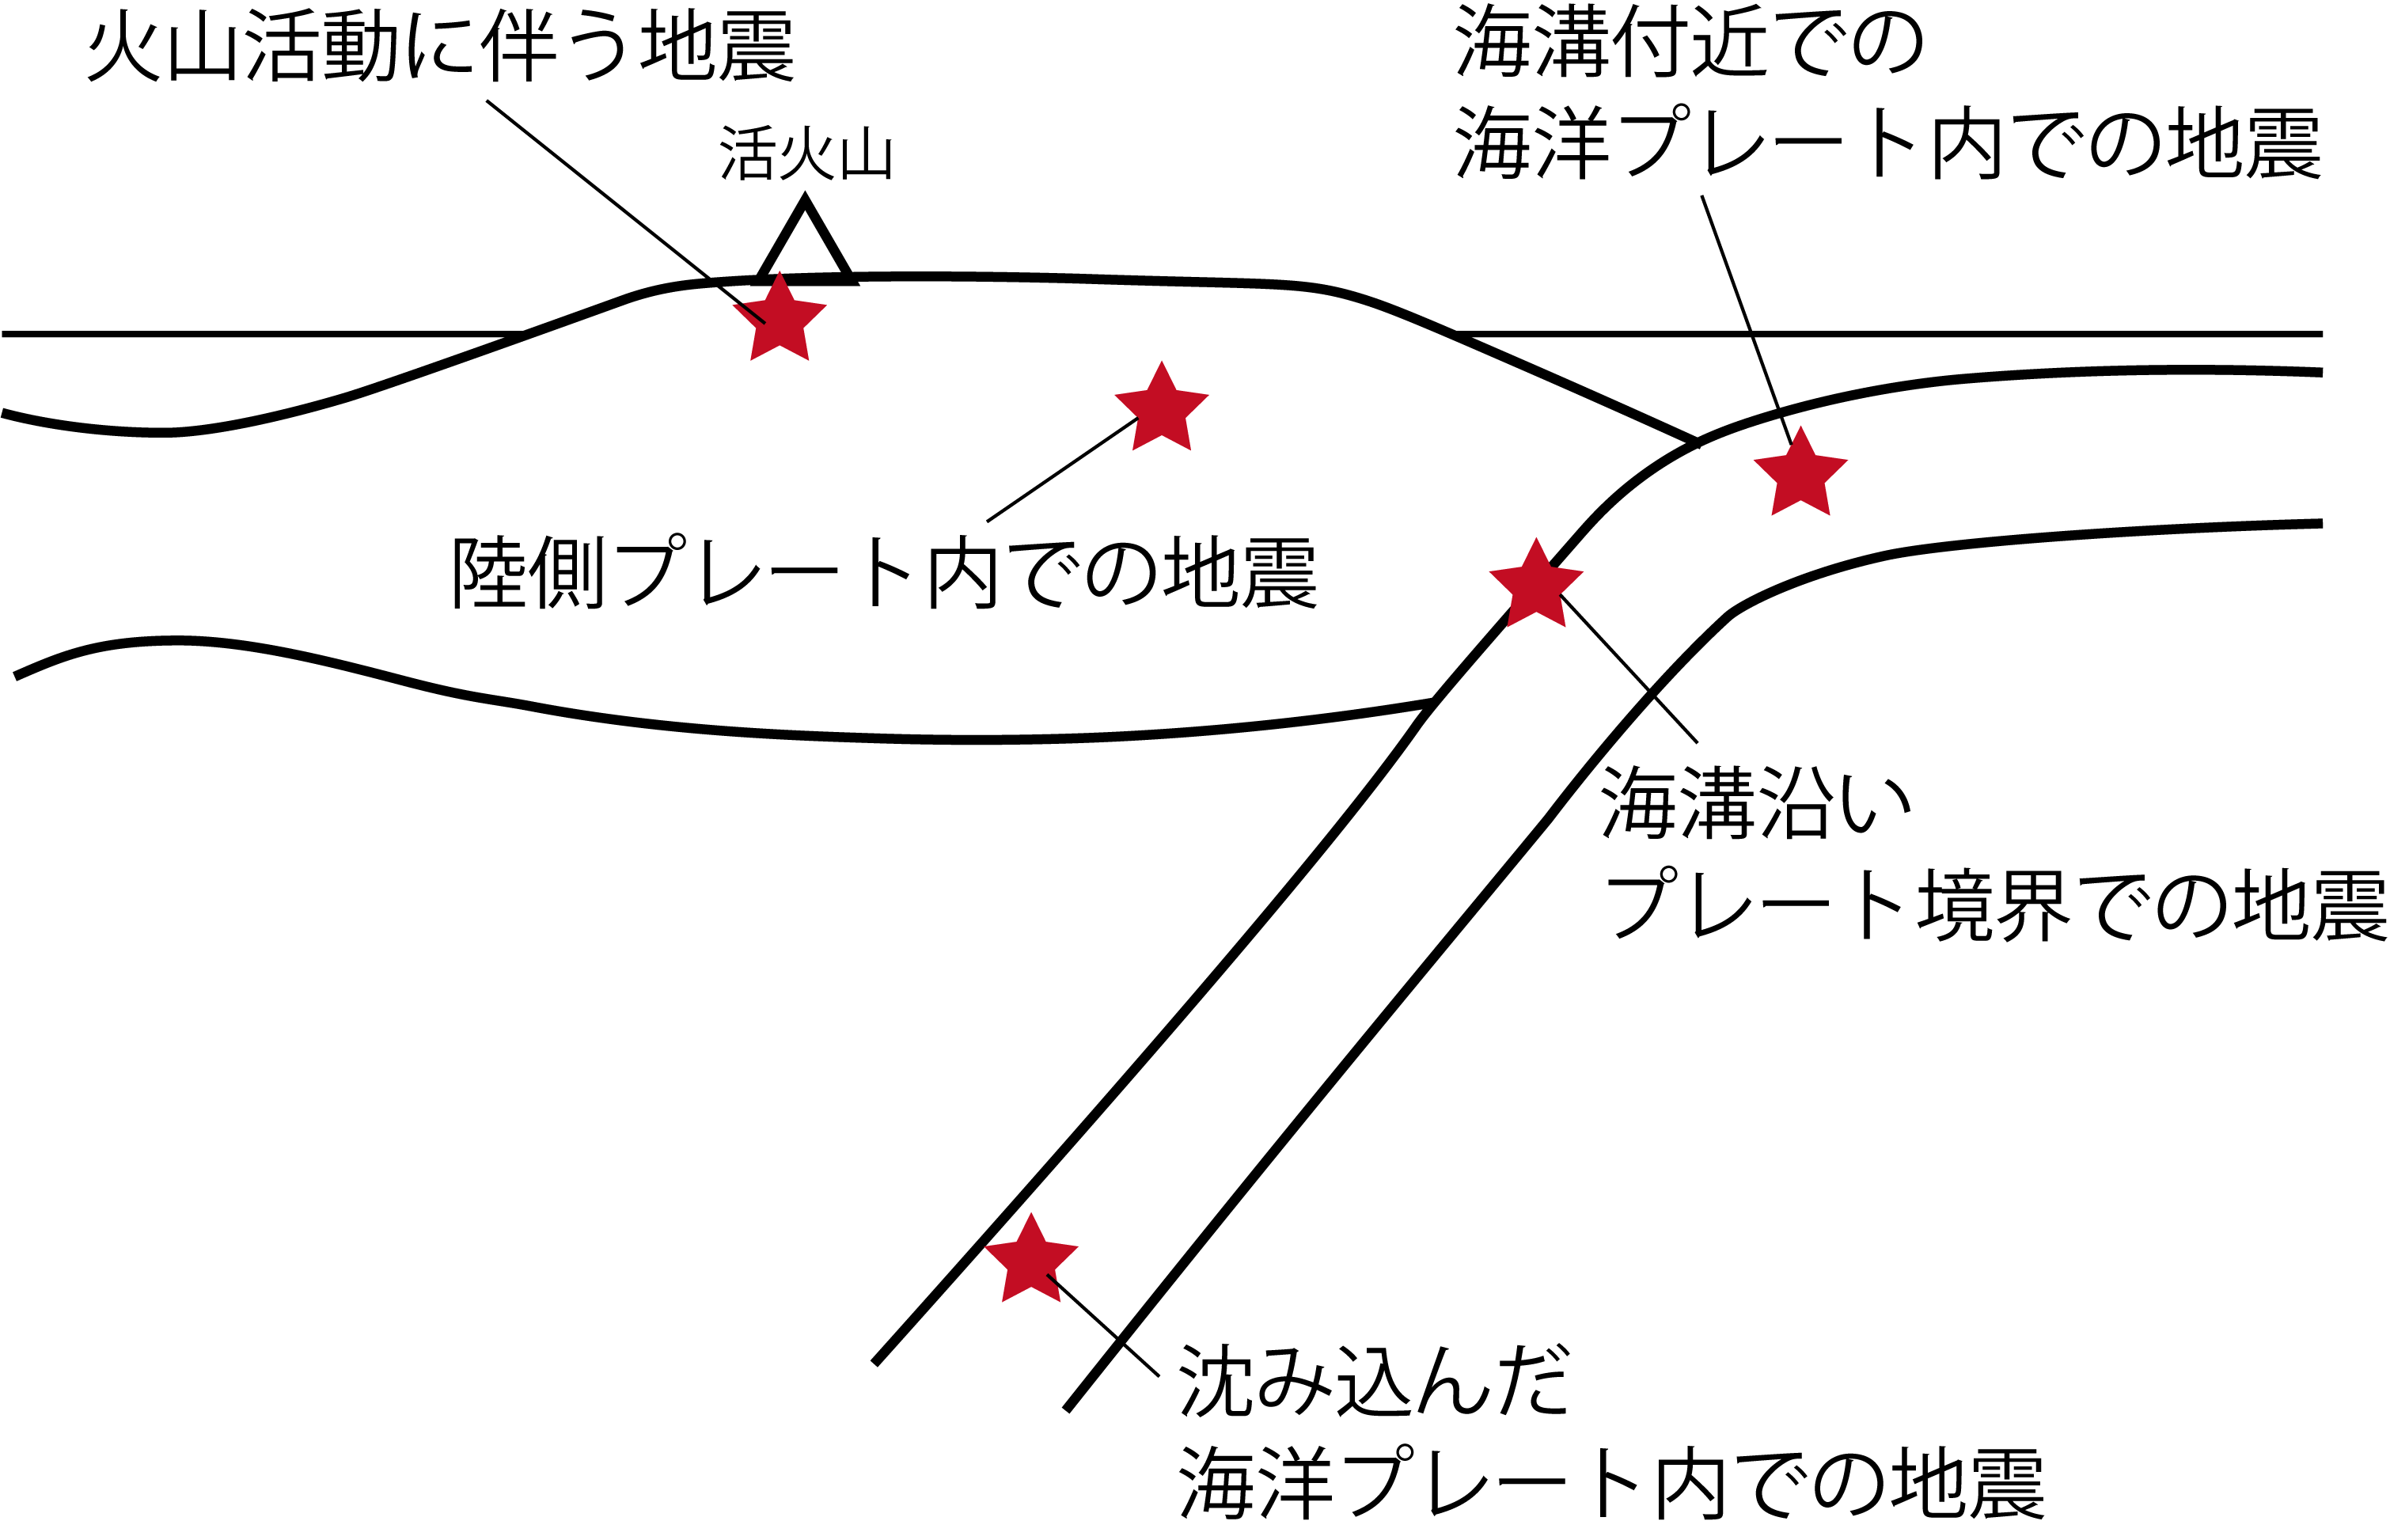 火山活動に伴う地震
海溝付近での
海洋プレート内での地震
活火山
陸側プレート内での地震
海溝沿い
プレート境界での地震
沈み込んだ
海洋プレート内での地震